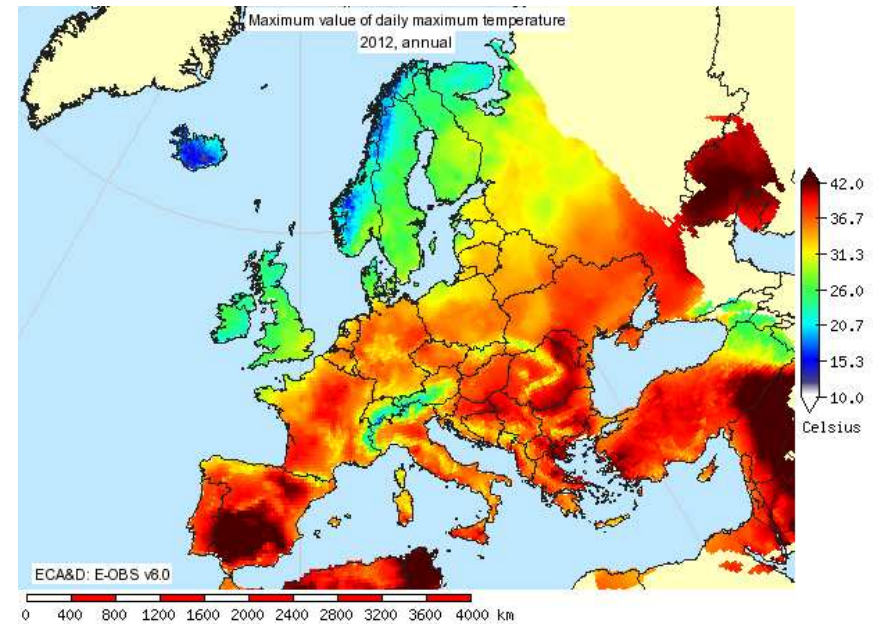 Maximum value of daily maximum temperature
2012, annual
42.0
36.7
31.3
26.0
20.7
15.3
10.0
Celsius
ECA&D: E-OBS v6.0
0 400 800 1200 1600 2000 2400 2800 3200 3600 4000 km